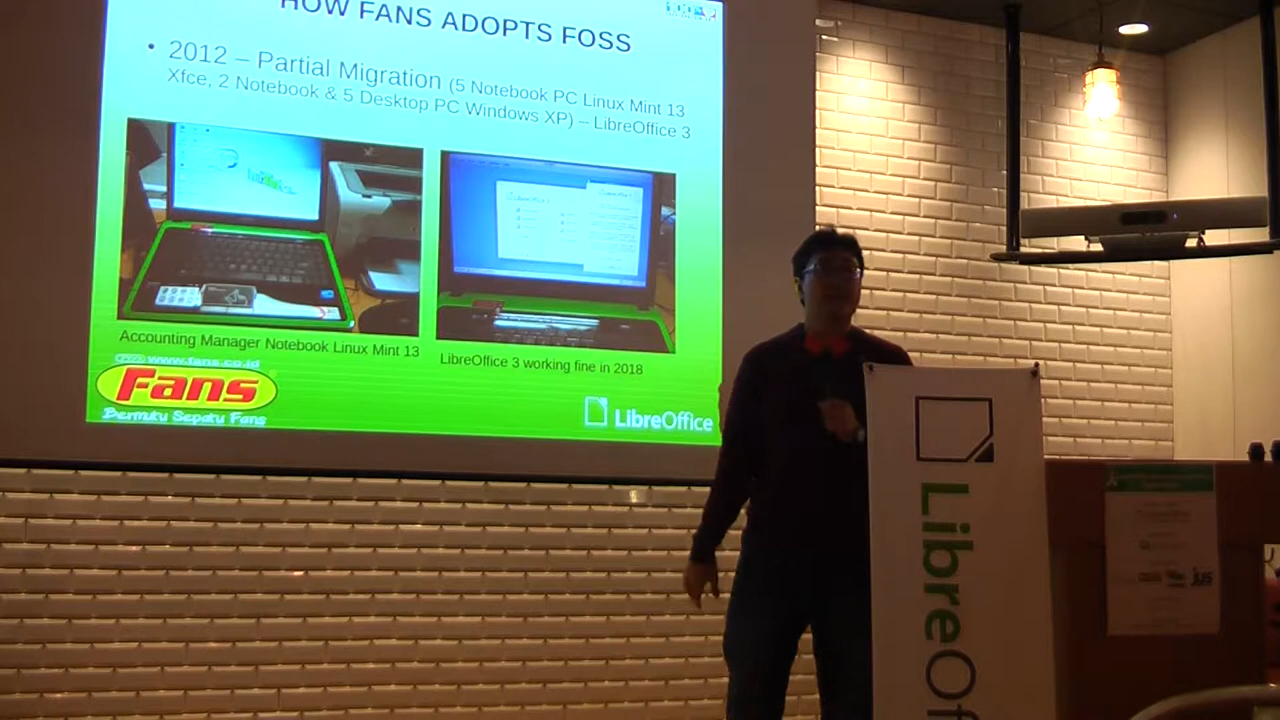 HOW FANS ADOPTS FOSS
• 2012 – Partial Migration (5 Notebook PC Linux Mint 13
Xfce, 2 Notebook & 5 Desktop PC Windows XP) – LibreOffice 3
Accounting Manager Notebook Linux Mint 13
LibreOffice 3 working fine in 2018
www.fans.co.id
Fans
Bermutu Sepatu Fans
LibreOffice
LibreOf